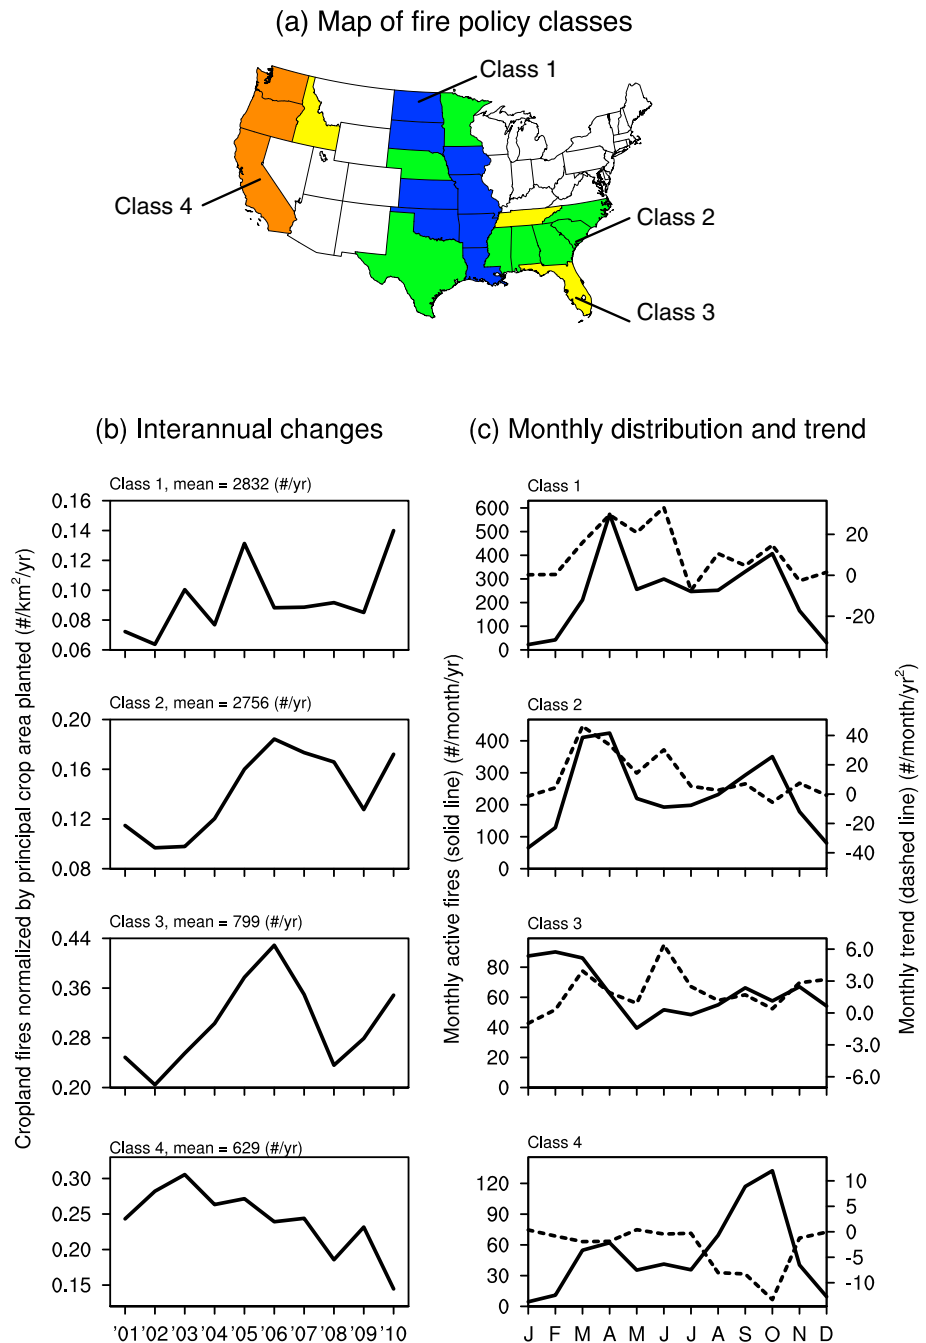 (a) Map of fire policy classes
Class 1
Class 4
Class 2
Class 3
(b) Interannual changes
(c) Monthly distribution and trend
Cropland fires normalized by principal crop area planted (#/km²/yr)
Class 1, mean = 2832 (#/yr)
0.16
0.14
0.12
0.10
0.08
0.06
Class 2, mean = 2756 (#/yr)
0.20
0.16
0.12
0.08
Class 3, mean = 799 (#/yr)
0.44
0.36
0.28
0.20
Class 4, mean = 629 (#/yr)
0.30
0.25
0.20
0.15
'01 '02 '03 '04 '05 '06 '07 '08 '09 '10
Monthly active fires (solid line) (#/month/yr)
Class 1
600
500
400
300
200
100
0
20
0
-20
Class 2
400
300
200
100
0
40
20
0
-20
-40
Class 3
80
60
40
20
0
6.0
3.0
0.0
-3.0
-6.0
Class 4
120
90
60
30
0
10
5
0
-5
-10
J F M A M J J A S O N D
Monthly trend (dashed line) (#/month/yr²)